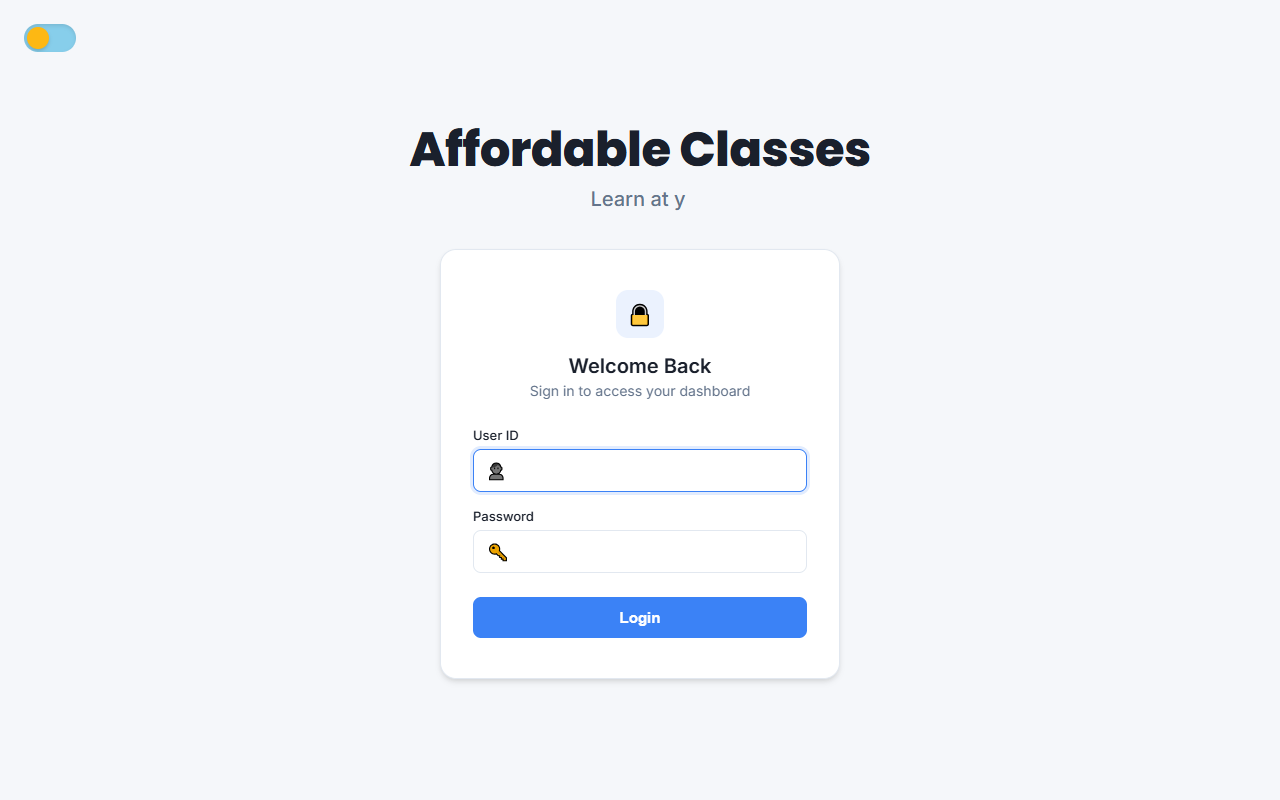 Affordable Classes
Learn at y
Welcome Back
Sign in to access your dashboard
User ID
Password
Login